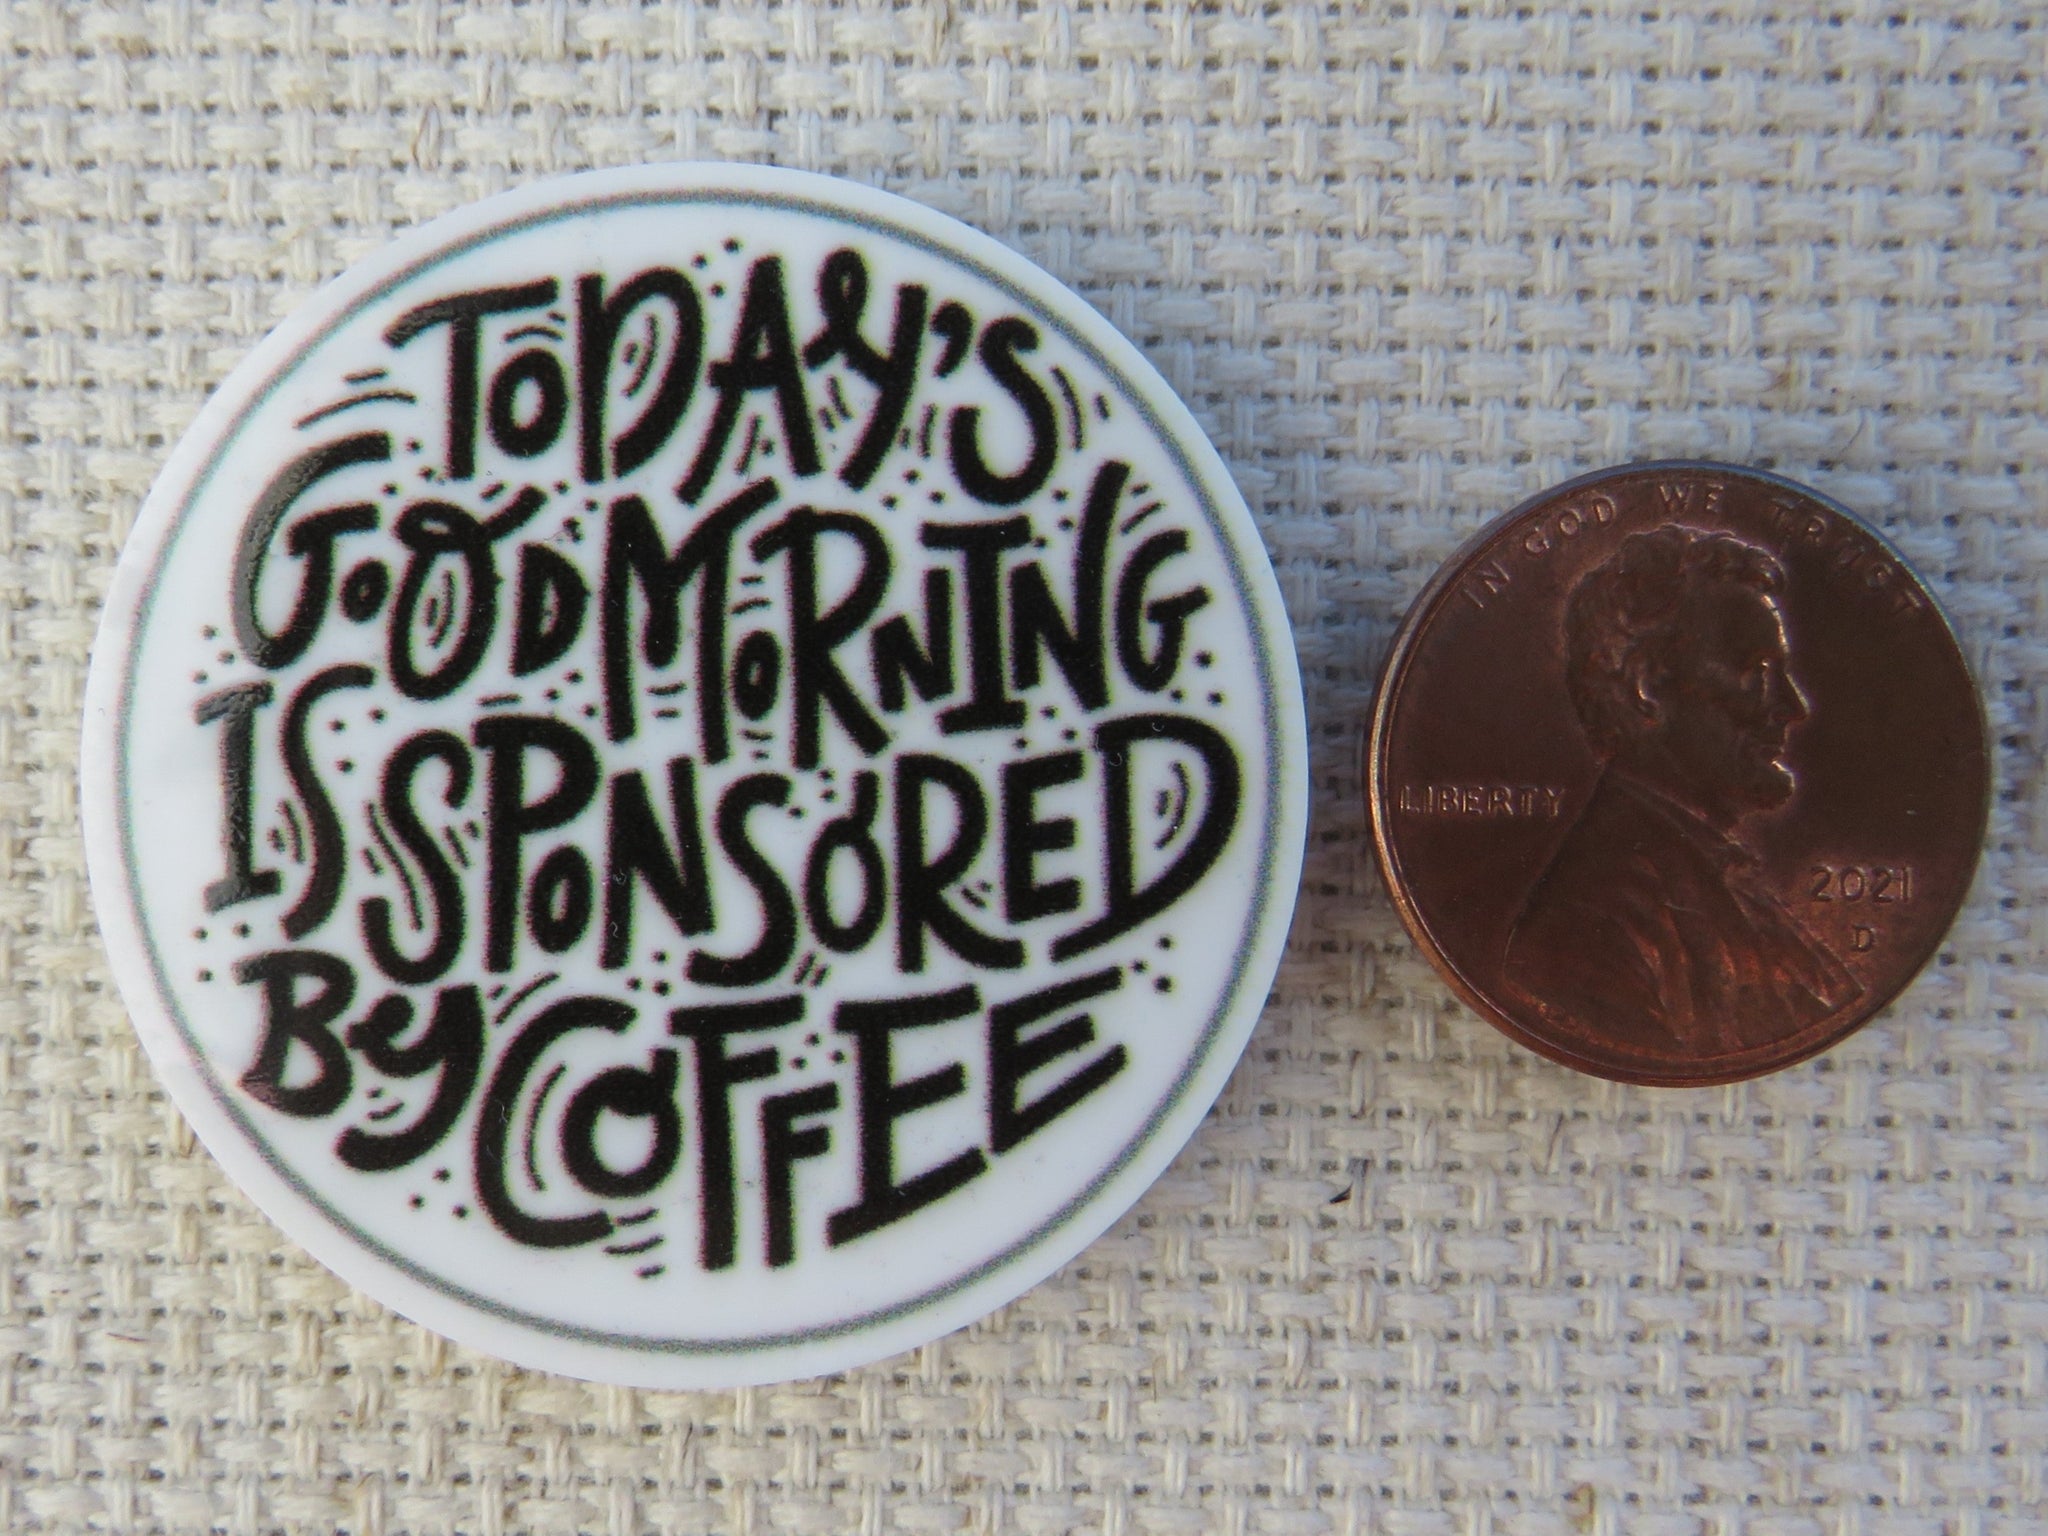 TODAY'S
GOOD MORNING
IS SPONSORED
BY COFFEE
IN GOD WE TRUST
LIBERTY
2021
D